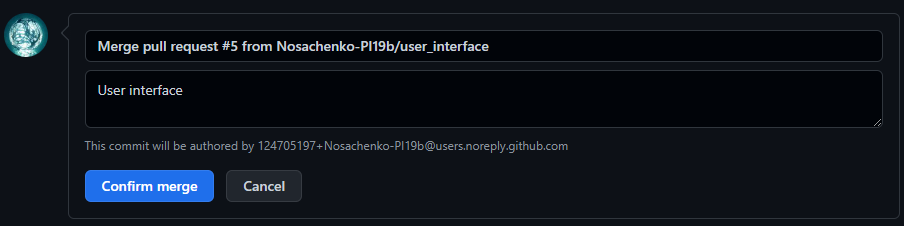 Merge pull request #5 from Nosachenko-PI19b/user_interface
User interface
This commit will be authored by 124705197+Nosachenko-PI19b@users.noreply.github.com
Confirm merge
Cancel